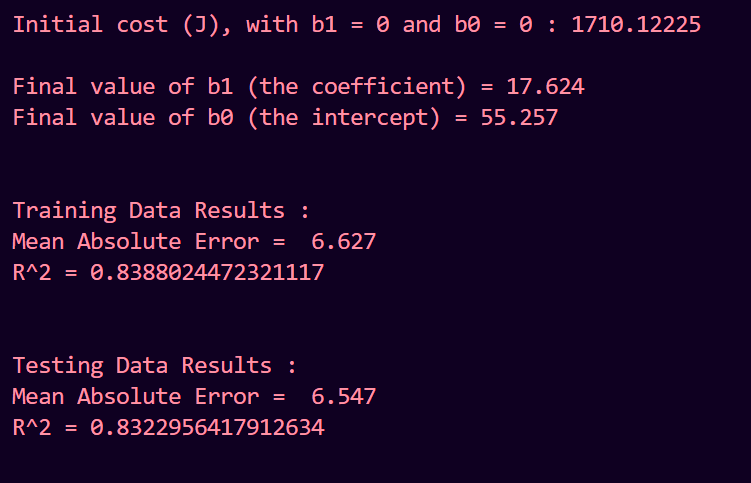 Initial cost (J), with b1 = 0 and b0 = 0 : 1710.12225
Final value of b1 (the coefficient) = 17.624
Final value of b0 (the intercept) = 55.257
Training Data Results :
Mean Absolute Error =  6.627
R^2 = 0.8388024472321117
Testing Data Results :
Mean Absolute Error =  6.547
R^2 = 0.8322956417912634